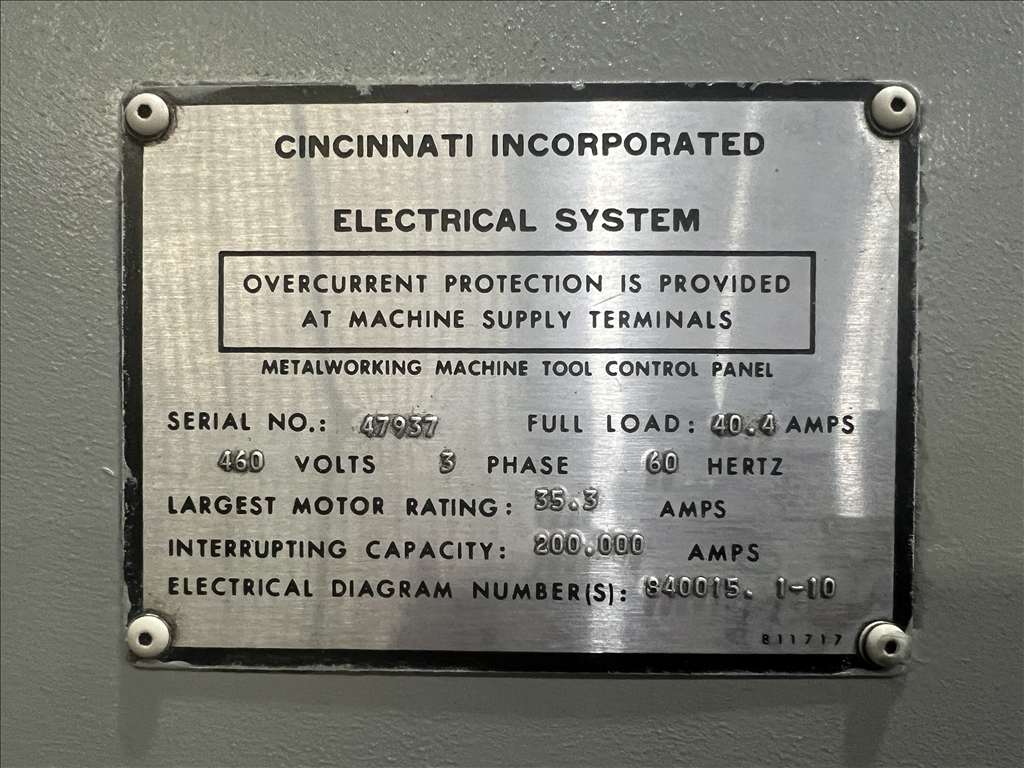 CINCINNATI INCORPORATED
ELECTRICAL SYSTEM
OVERCURRENT PROTECTION IS PROVIDED
AT MACHINE SUPPLY TERMINALS
METALWORKING MACHINE TOOL CONTROL PANEL
SERIAL NO.: 47937 FULL LOAD: 40.4 AMPS
460 VOLTS 3 PHASE 60 HERTZ
LARGEST MOTOR RATING: 35.3 AMPS
INTERRUPTING CAPACITY: 200.000 AMPS
ELECTRICAL DIAGRAM NUMBER(S): 840015. 1-10
811717